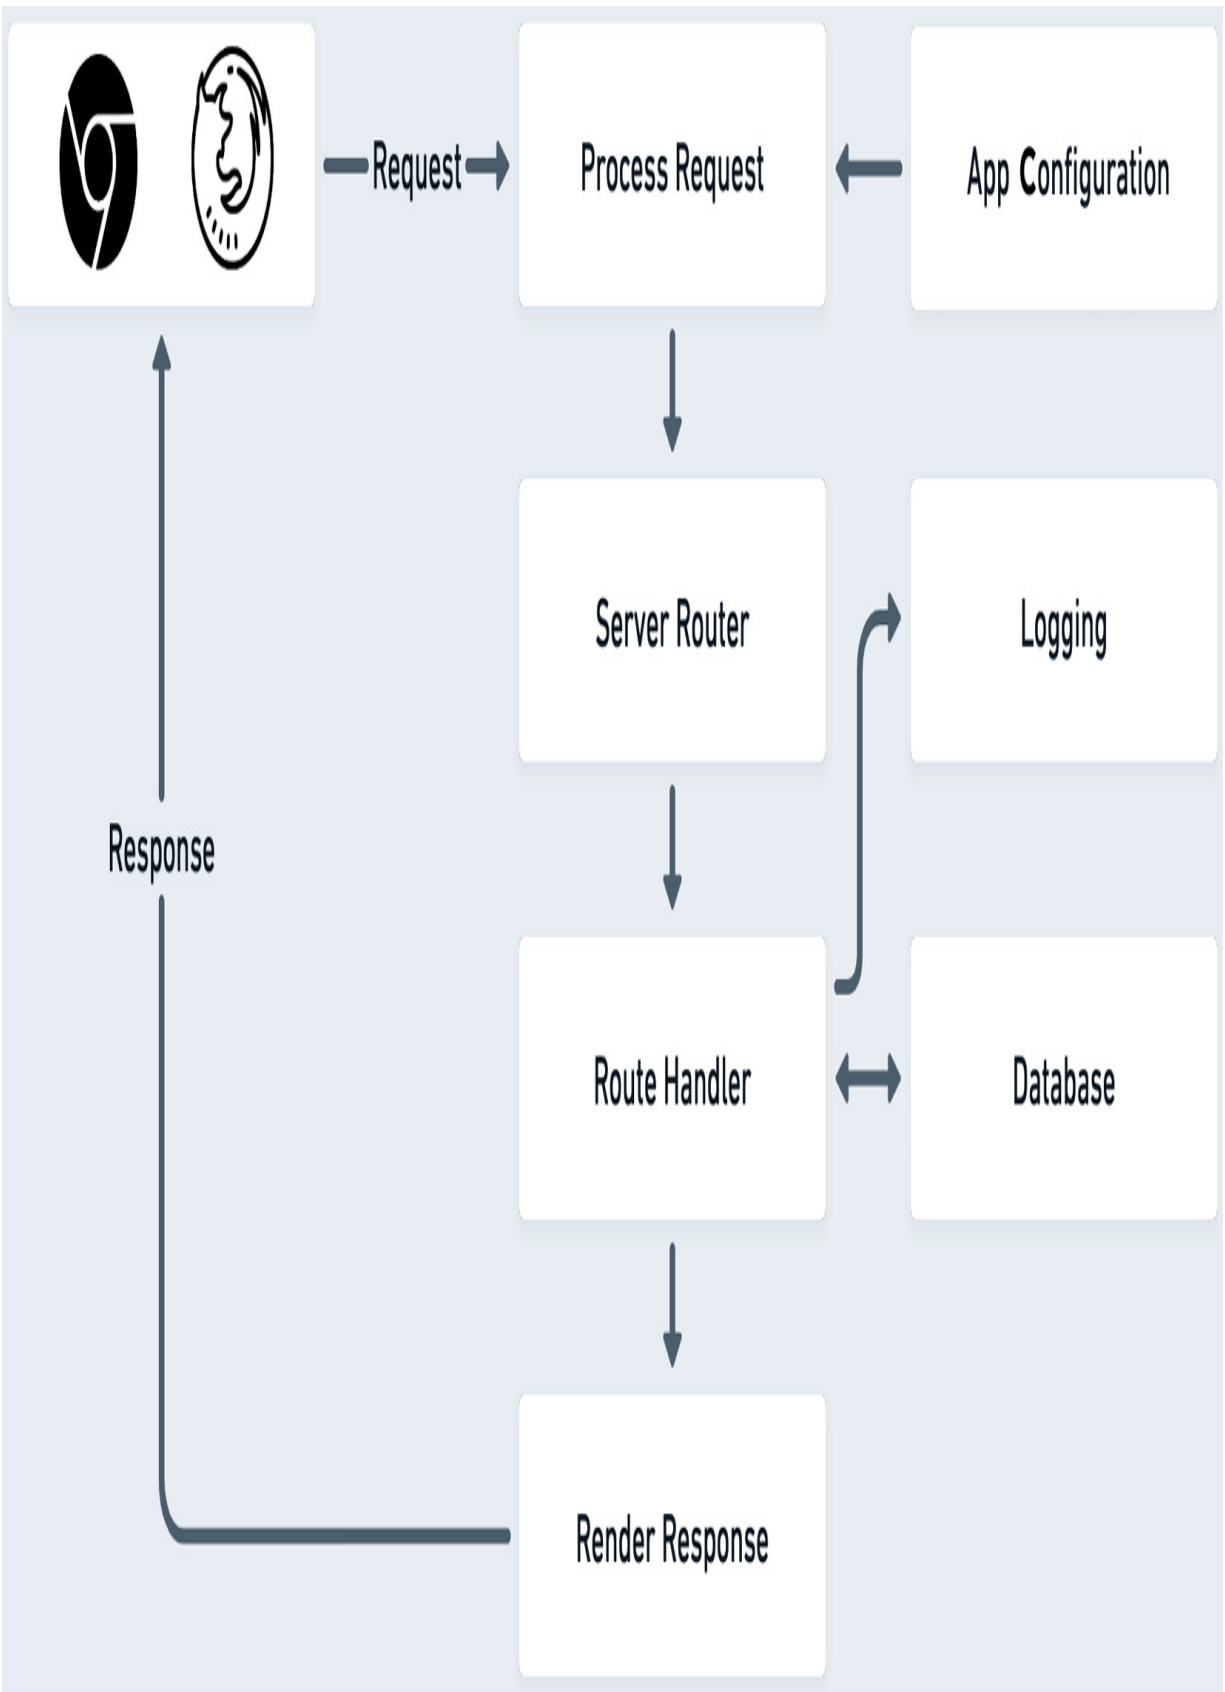 Request
Process Request
App Configuration
Server Router
Logging
Response
Route Handler
Database
Render Response